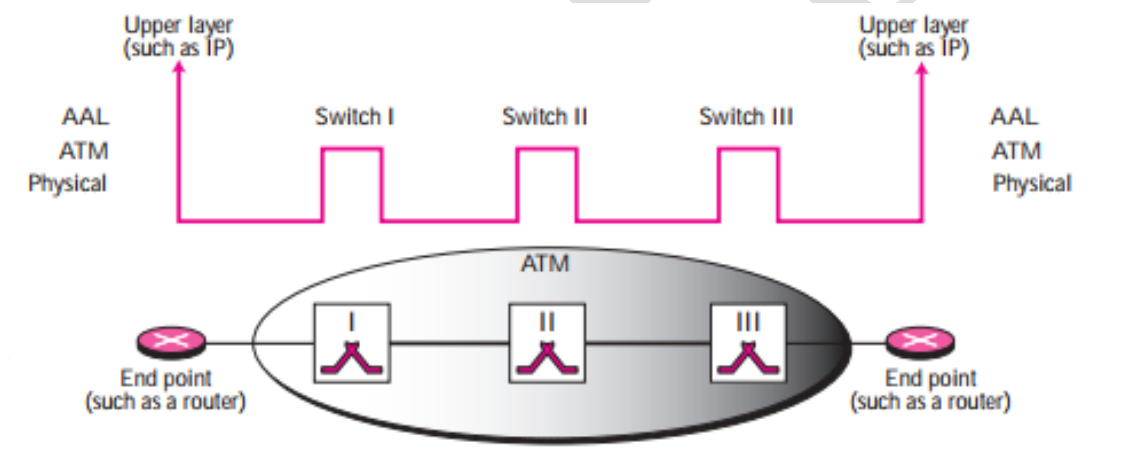 Upper layer
(such as IP)
Upper layer
(such as IP)
AAL
Switch I
Switch II
Switch III
AAL
ATM
ATM
Physical
Physical
ATM
I
II
III
End point
(such as a router)
End point
(such as a router)